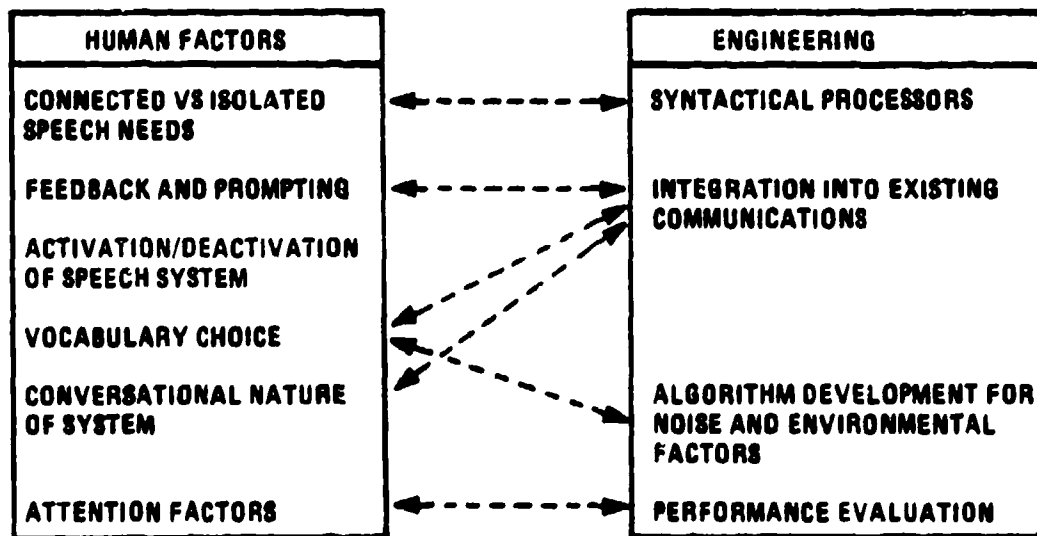 HUMAN FACTORS
CONNECTED VS ISOLATED
SPEECH NEEDS
FEEDBACK AND PROMPTING
ACTIVATION/DEACTIVATION
OF SPEECH SYSTEM
VOCABULARY CHOICE
CONVERSATIONAL NATURE
OF SYSTEM
ATTENTION FACTORS
ENGINEERING
SYNTACTICAL PROCESSORS
INTEGRATION INTO EXISTING
COMMUNICATIONS
ALGORITHM DEVELOPMENT FOR
NOISE AND ENVIRONMENTAL
FACTORS
PERFORMANCE EVALUATION